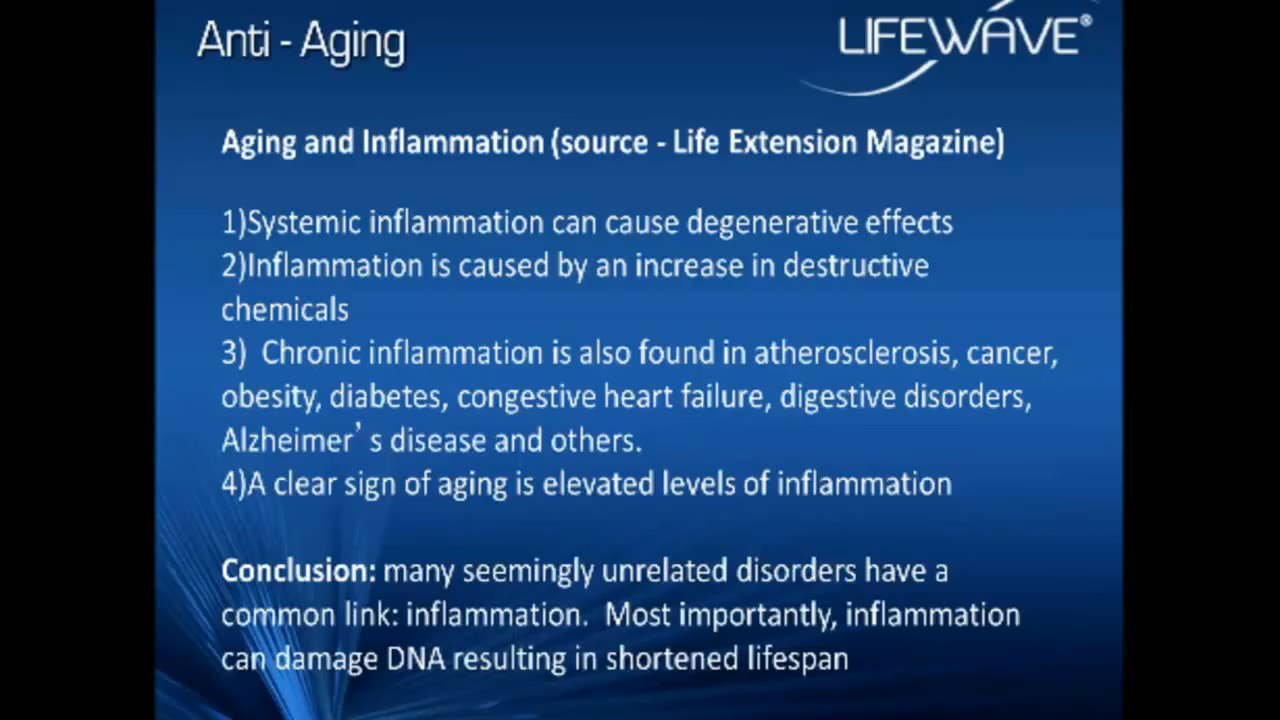 Anti - Aging
LIFEWAVE®
Aging and Inflammation (source - Life Extension Magazine)
1)Systemic inflammation can cause degenerative effects
2)Inflammation is caused by an increase in destructive
chemicals
3)  Chronic inflammation is also found in atherosclerosis, cancer,
obesity, diabetes, congestive heart failure, digestive disorders,
Alzheimer’s disease and others.
4)A clear sign of aging is elevated levels of inflammation
Conclusion: many seemingly unrelated disorders have a
common link: inflammation.  Most importantly, inflammation
can damage DNA resulting in shortened lifespan